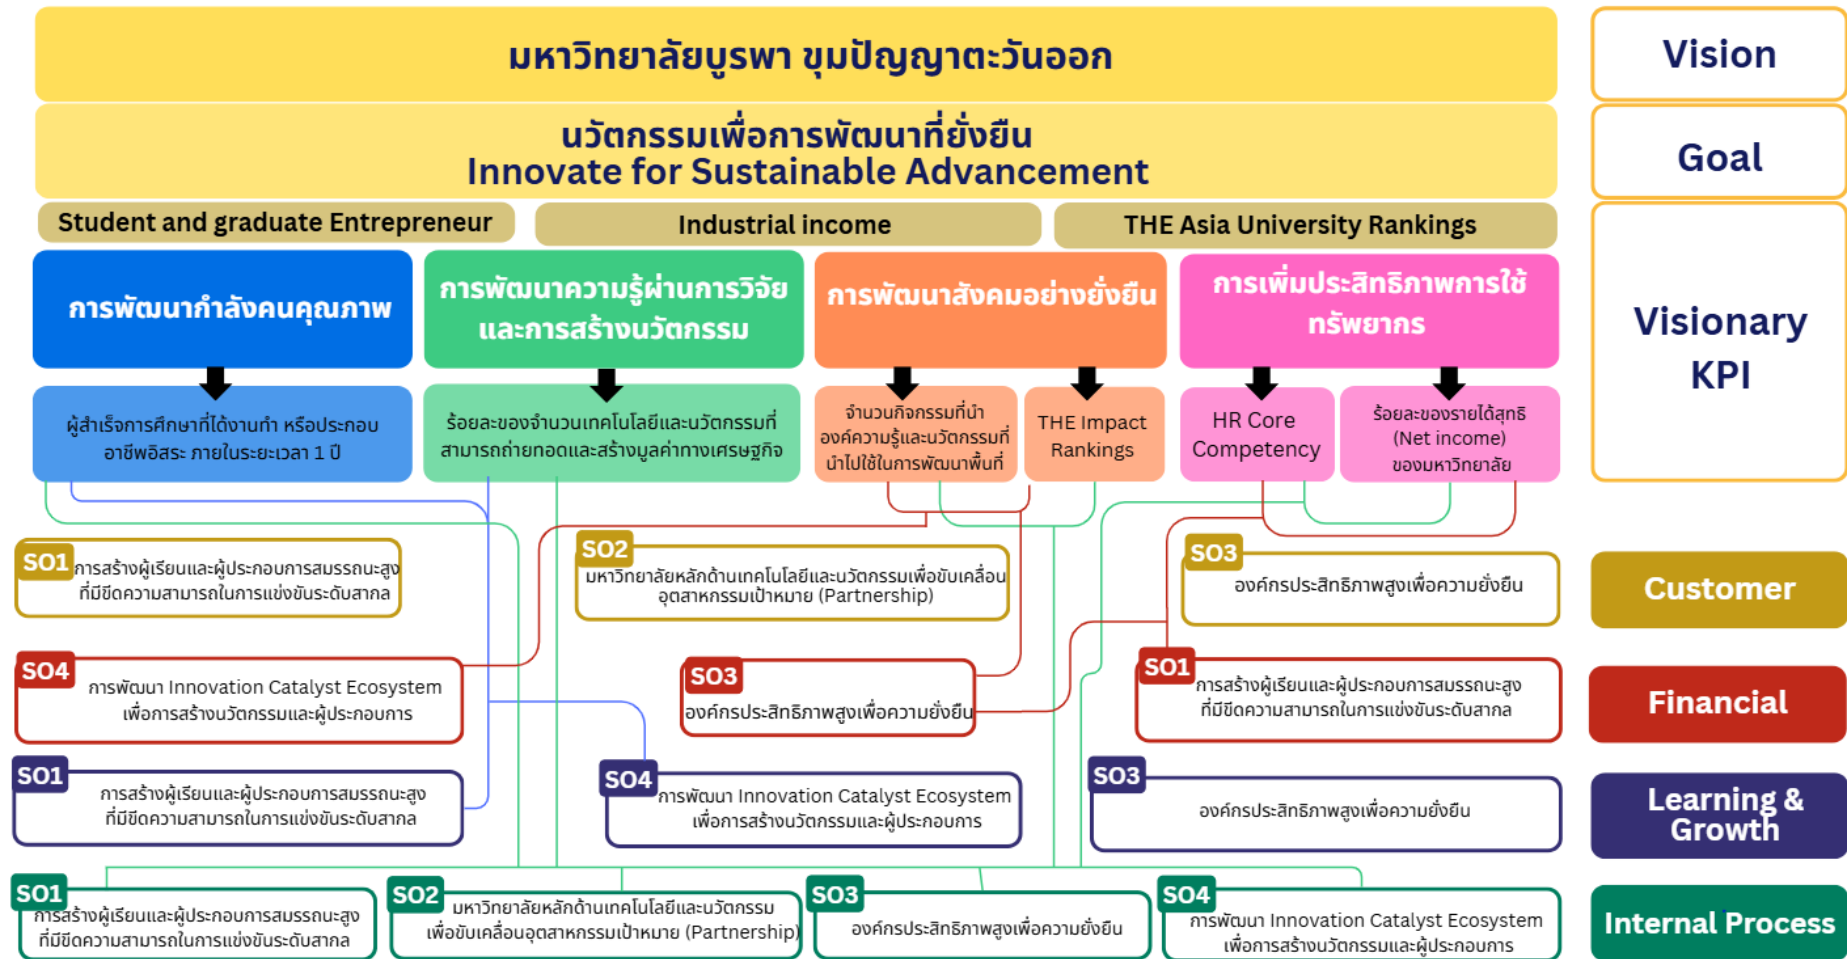 มหาวิทยาลัยบูรพา ขุมปัญญาตะวันออก
Vision
นวัตกรรมเพื่อการพัฒนาที่ยั่งยืน
Innovate for Sustainable Advancement
Goal
Student and graduate Entrepreneur
Industrial income
THE Asia University Rankings
การพัฒนากำลังคนคุณภาพ
การพัฒนาความรู้ผ่านการวิจัย
และการสร้างนวัตกรรม
การพัฒนาสังคมอย่างยั่งยืน
การเพิ่มประสิทธิภาพการใช้
ทรัพยากร
Visionary
KPI
ผู้สำเร็จการศึกษาที่ได้งานทำ หรือประกอบ
อาชีพอิสระ ภายในระยะเวลา 1 ปี
ร้อยละของจำนวนเทคโนโลยีและนวัตกรรมที่
สามารถถ่ายทอดและสร้างมูลค่าทางเศรษฐกิจ
จำนวนกิจกรรมที่นำ
องค์ความรู้และนวัตกรรมที่
นำไปใช้ในการพัฒนาพื้นที่
THE Impact
Rankings
HR Core
Competency
ร้อยละของรายได้สุทธิ
(Net income)
ของมหาวิทยาลัย
SO1
การสร้างผู้เรียนและผู้ประกอบการสมรรถนะสูง
ที่มีขีดความสามารถในการแข่งขันระดับสากล
SO2
มหาวิทยาลัยหลักด้านเทคโนโลยีและนวัตกรรมเพื่อขับเคลื่อน
อุตสาหกรรมเป้าหมาย (Partnership)
SO3
องค์กรประสิทธิภาพสูงเพื่อความยั่งยืน
Customer
SO4
การพัฒนา Innovation Catalyst Ecosystem
เพื่อการสร้างนวัตกรรมและผู้ประกอบการ
SO3
องค์กรประสิทธิภาพสูงเพื่อความยั่งยืน
SO1
การสร้างผู้เรียนและผู้ประกอบการสมรรถนะสูง
ที่มีขีดความสามารถในการแข่งขันระดับสากล
Financial
SO1
การสร้างผู้เรียนและผู้ประกอบการสมรรถนะสูง
ที่มีขีดความสามารถในการแข่งขันระดับสากล
SO4
การพัฒนา Innovation Catalyst Ecosystem
เพื่อการสร้างนวัตกรรมและผู้ประกอบการ
SO3
องค์กรประสิทธิภาพสูงเพื่อความยั่งยืน
Learning &
Growth
SO1
การสร้างผู้เรียนและผู้ประกอบการสมรรถนะสูง
ที่มีขีดความสามารถในการแข่งขันระดับสากล
SO2
มหาวิทยาลัยหลักด้านเทคโนโลยีและนวัตกรรม
เพื่อขับเคลื่อนอุตสาหกรรมเป้าหมาย (Partnership)
SO3
องค์กรประสิทธิภาพสูงเพื่อความยั่งยืน
SO4
การพัฒนา Innovation Catalyst Ecosystem
เพื่อการสร้างนวัตกรรมและผู้ประกอบการ
Internal Process